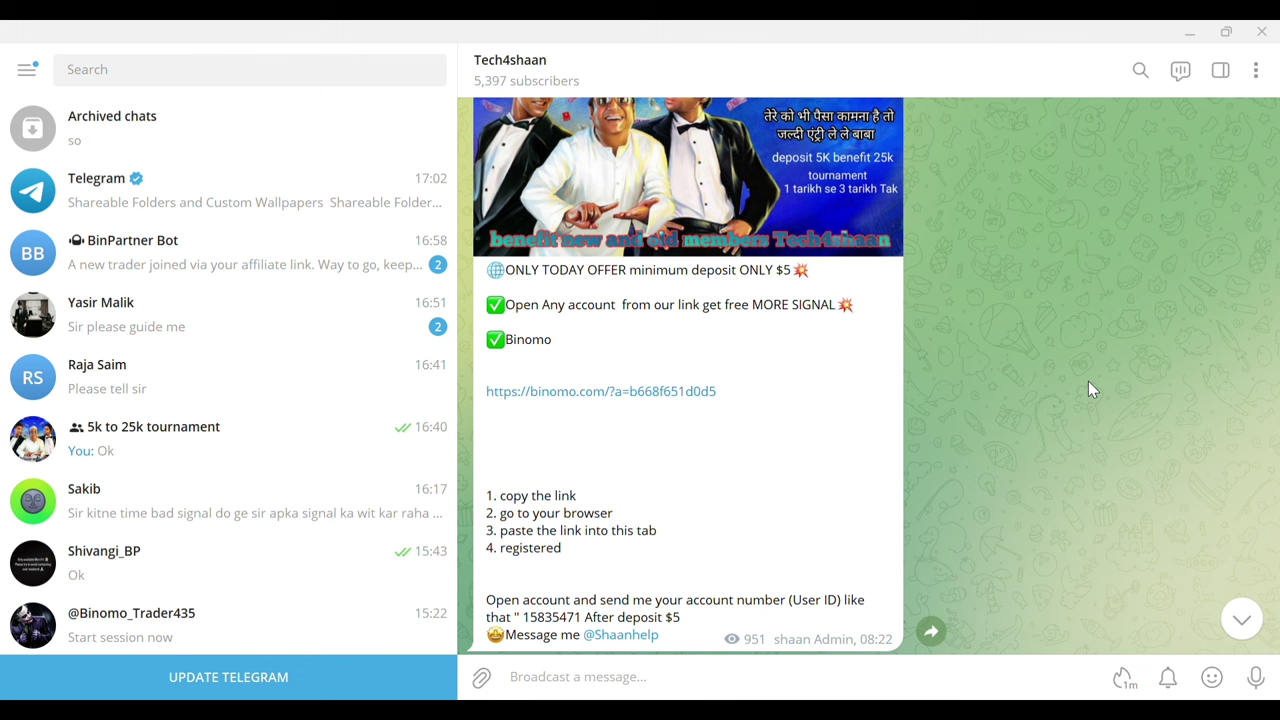 Search
Archived chats
so
Telegram
17:02
Shareable Folders and Custom Wallpapers Shareable Folder...
BB
BinPartner Bot
16:58
A new trader joined via your affiliate link. Way to go, keep...
2
Yasir Malik
16:51
Sir please guide me
2
RS
Raja Saim
16:41
Please tell sir
5k to 25k tournament
16:40
You: Ok
Sakib
16:17
Sir kitne time bad signal do ge sir apka signal ka wit kar raha ...
Shivangi_BP
15:43
Ok
@Binomo_Trader435
15:22
Start session now
UPDATE TELEGRAM
Tech4shaan
5,397 subscribers
तेरे को भी पैसा कामना है तो
जल्दी एंट्री ले ले बाबा
deposit 5K benefit 25k
tournament
1 tarikh se 3 tarikh Tak
benefit new and old members Tech4shaan
🌐ONLY TODAY OFFER minimum deposit ONLY $5💥
✅Open Any account from our link get free MORE SIGNAL💥
✅Binomo
https://binomo.com/?a=b668f651d0d5
1. copy the link
2. go to your browser
3. paste the link into this tab
4. registered
Open account and send me your account number (User ID) like
that " 15835471 After deposit $5
🤩Message me @Shaanhelp
951 shaan Admin, 08:22
Broadcast a message...
1m